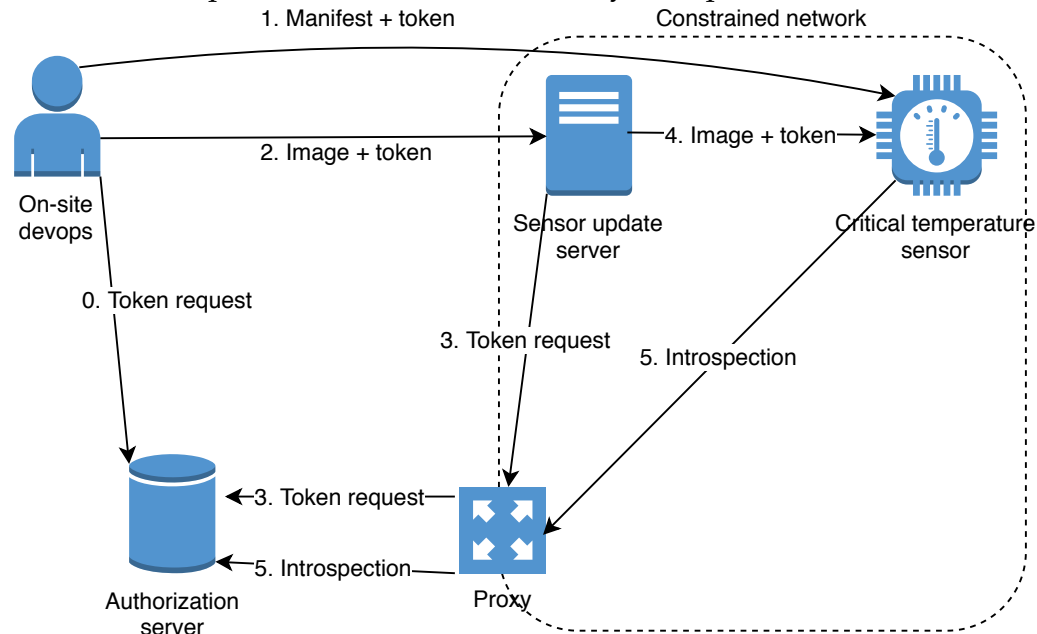 1. Manifest + token
Constrained network
2. Image + token
4. Image + token
On-site
devops
Sensor update
server
Critical temperature
sensor
0. Token request
3. Token request
5. Introspection
3. Token request
5. Introspection
Proxy
Authorization
server